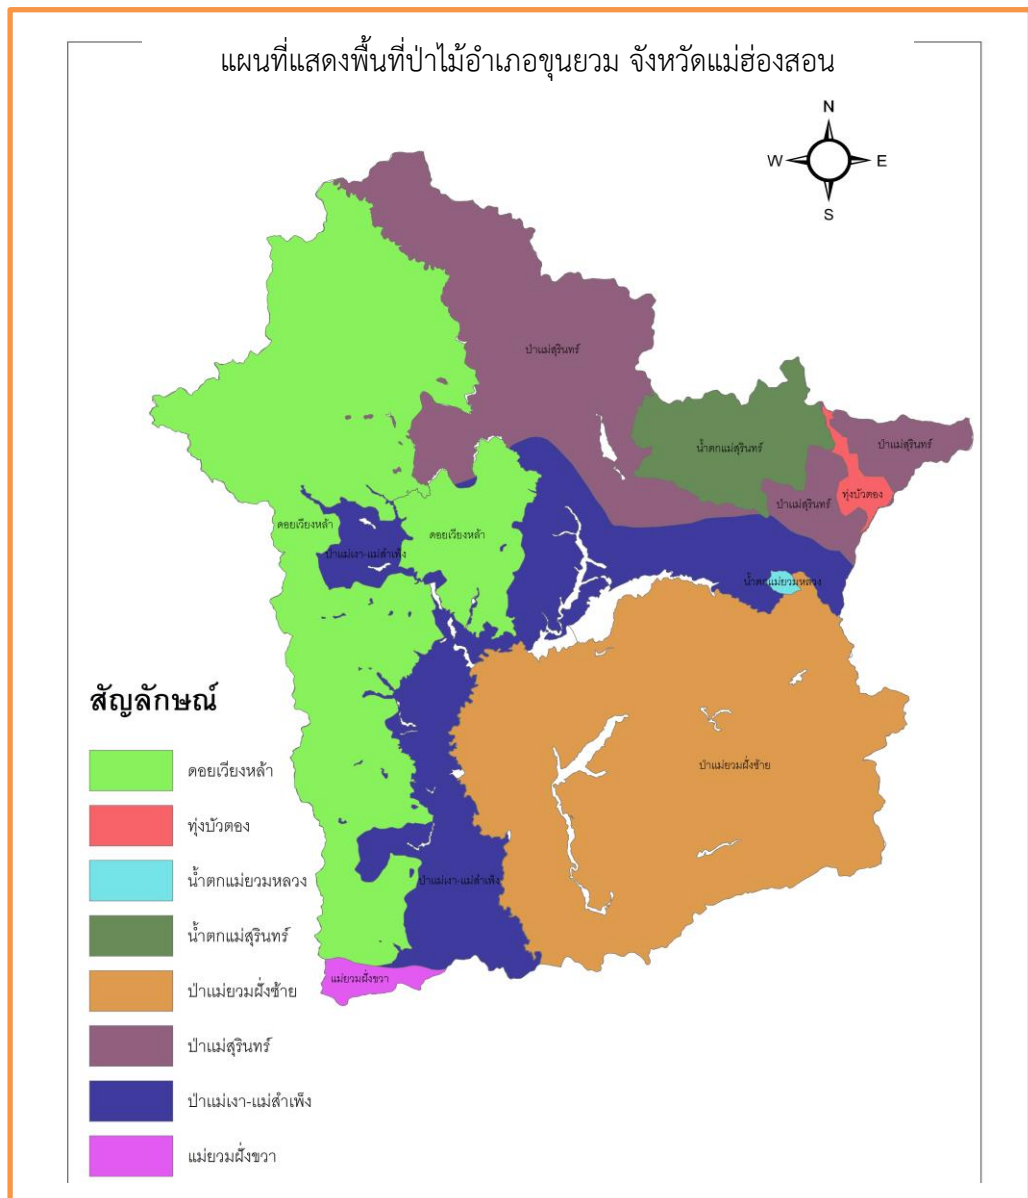 แผนที่แสดงพื้นที่ป่าไม้อำเภอขุนยวม จังหวัดแม่ฮ่องสอน
N
W E
S
ป่าแม่สุรินทร์
น้ำตกแม่สุรินทร์
ป่าแม่สุรินทร์
ทุ่งบัวตอง
ป่าแม่สุรินทร์
ดอยเวียงหล้า
ดอยเวียงหล้า
ป่าแม่เงา-แม่สำเพ็ง
น้ำตกแม่ยวมหลวง
ป่าแม่ยวมฝั่งซ้าย
ป่าแม่เงา-แม่สำเพ็ง
แม่ยวมฝั่งขวา
สัญลักษณ์
ดอยเวียงหล้า
ทุ่งบัวตอง
น้ำตกแม่ยวมหลวง
น้ำตกแม่สุรินทร์
ป่าแม่ยวมฝั่งซ้าย
ป่าแม่สุรินทร์
ป่าแม่เงา-แม่สำเพ็ง
แม่ยวมฝั่งขวา